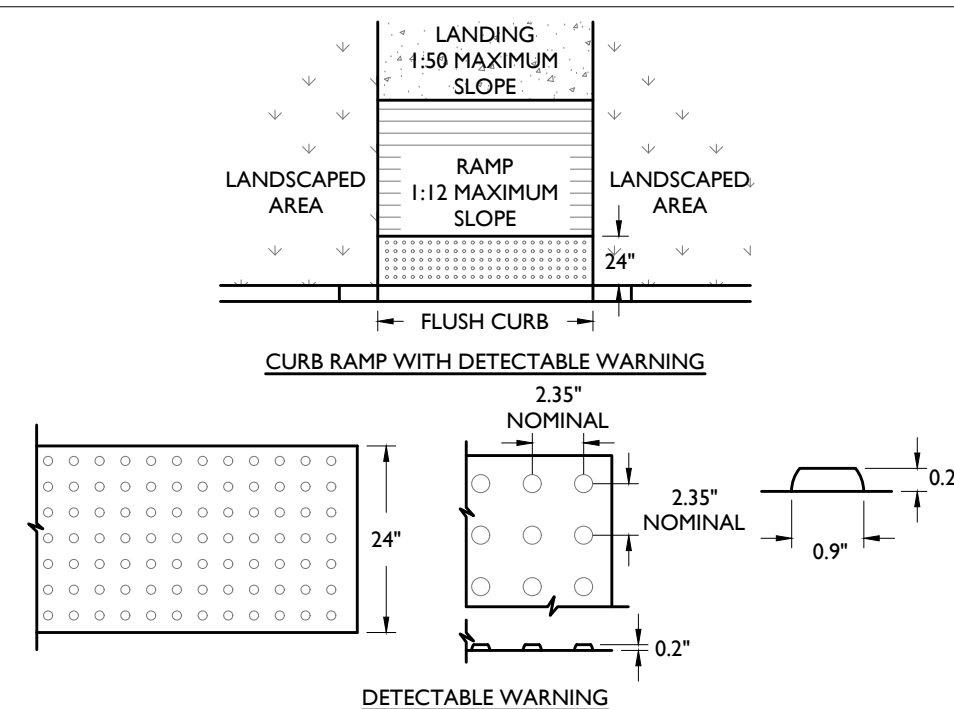 LANDING
1:50 MAXIMUM
SLOPE
LANDSCAPED
AREA
RAMP
1:12 MAXIMUM
SLOPE
LANDSCAPED
AREA
24"
FLUSH CURB
CURB RAMP WITH DETECTABLE WARNING
2.35"
NOMINAL
24"
2.35"
NOMINAL
0.2
0.9"
0.2"
DETECTABLE WARNING